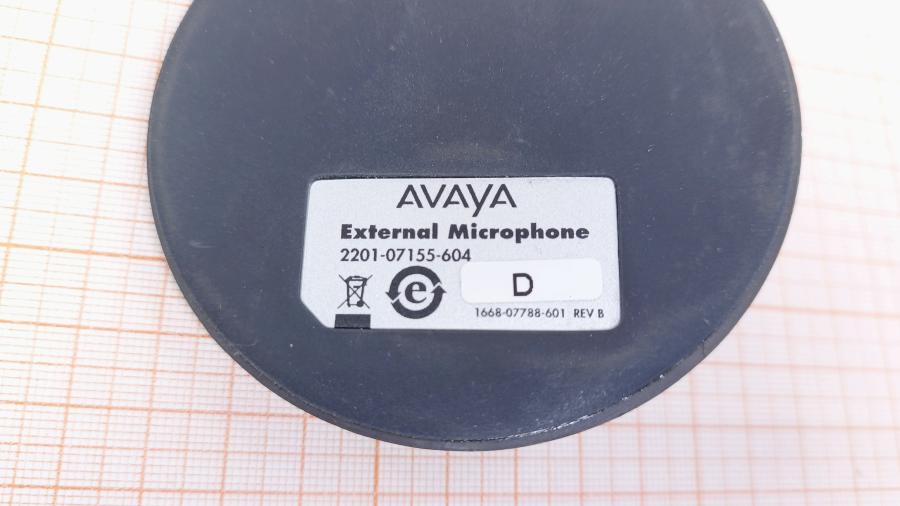 AVAYA
External Microphone
2201-07155-604
e
D
1668-07788-601 REV B